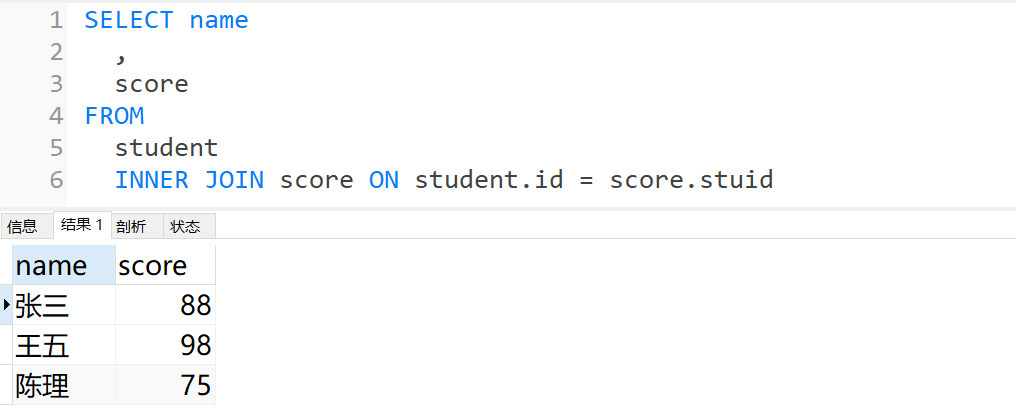 1 SELECT name
2 ,
3 score
4 FROM
5 student
6 INNER JOIN score ON student.id = score.stuid
信息 结果 1 剖析 状态
name score
张三 88
王五 98
陈理 75